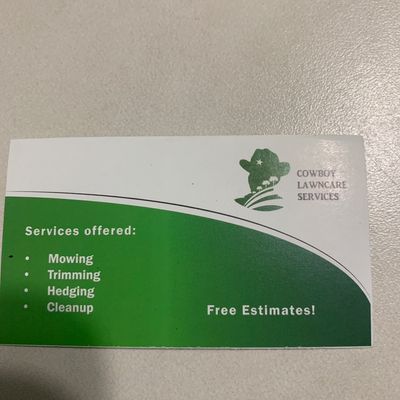 COWBOY
LAWNCARE
SERVICES
Services offered:
• Mowing
• Trimming
• Hedging
• Cleanup
Free Estimates!